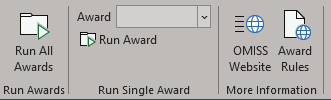 Run All
Awards
Run Awards
Award
Run Award
Run Single Award
OMISS
Website
Award
Rules
More Information